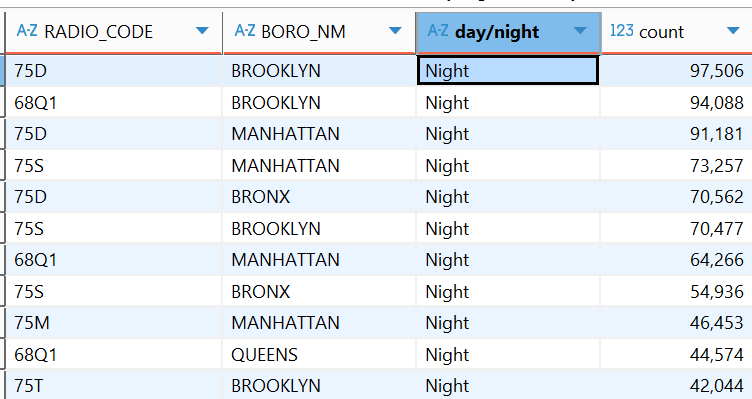 A-Z RADIO_CODE A-Z BORO_NM A-Z day/night 123 count
75D BROOKLYN Night 97,506
68Q1 BROOKLYN Night 94,088
75D MANHATTAN Night 91,181
75S MANHATTAN Night 73,257
75D BRONX Night 70,562
75S BROOKLYN Night 70,477
68Q1 MANHATTAN Night 64,266
75S BRONX Night 54,936
75M MANHATTAN Night 46,453
68Q1 QUEENS Night 44,574
75T BROOKLYN Night 42,044